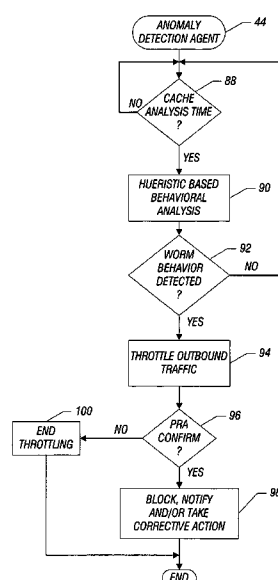 ANOMALY
DETECTION AGENT
44
88
CACHE
ANALYSIS TIME
?
NO
YES
HUERISTIC BASED
BEHAVIORAL
ANALYSIS
90
92
WORM
BEHAVIOR
DETECTED
?
NO
YES
THROTTLE OUTBOUND
TRAFFIC
94
100
END
THROTTLING
NO
96
PRA
CONFIRM
?
YES
BLOCK, NOTIFY
AND/OR TAKE
CORRECTIVE ACTION
98
END